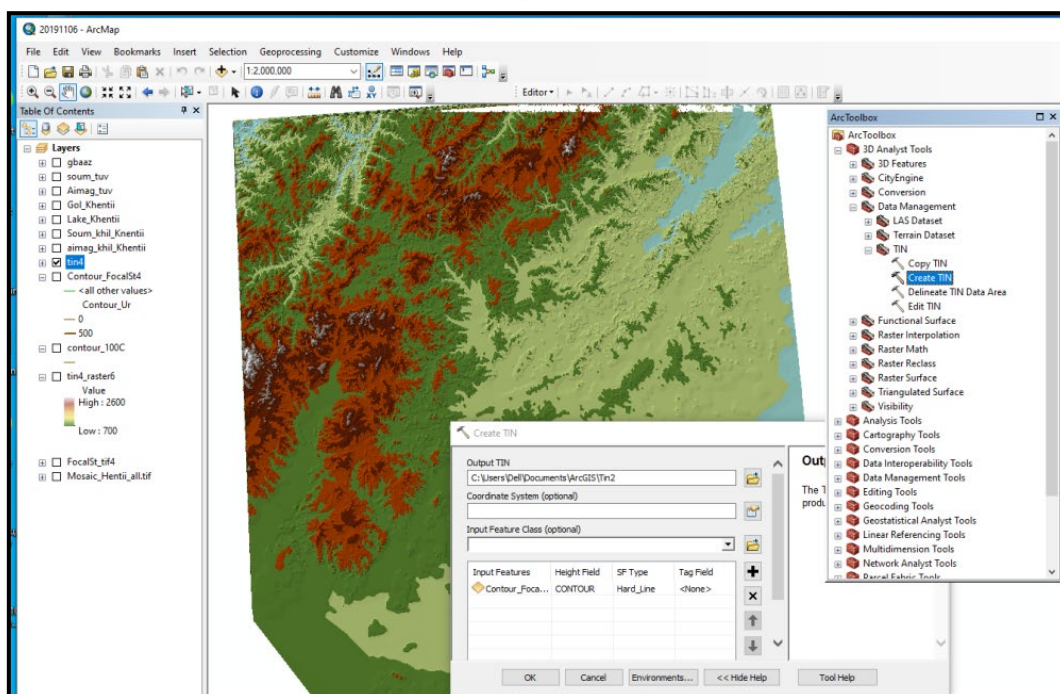 20191106 - ArcMap
File Edit View Bookmarks Insert Selection Geoprocessing Customize Windows Help
1:2,000,000
Editor
Table Of Contents
Layers
gbaaz
soum_tuv
Aimag_tuv
Gol_Khentii
Lake_Khentii
Soum_khil_Knentii
aimag_khil_Khentii
tin4
Contour_FocalSt4
<all other values>
Contour_Ur
0
500
contour_100C
tin4_raster6
Value
High : 2600
Low : 700
FocalSt_tif4
Mosaic_Hentii_all.tif
ArcToolbox
ArcToolbox
3D Analyst Tools
3D Features
CityEngine
Conversion
Data Management
LAS Dataset
Terrain Dataset
TIN
Copy TIN
Create TIN
Delineate TIN Data Area
Edit TIN
Functional Surface
Raster Interpolation
Raster Math
Raster Reclass
Raster Surface
Triangulated Surface
Visibility
Analysis Tools
Cartography Tools
Conversion Tools
Data Interoperability Tools
Data Management Tools
Editing Tools
Geocoding Tools
Geostatistical Analyst Tools
Linear Referencing Tools
Multidimension Tools
Network Analyst Tools
Parcel Fabric Tools
Create TIN
Output TIN
C:\Users\Dell\Documents\ArcGIS\Tin2
Coordinate System (optional)
Input Feature Class (optional)
Input Features Height Field SF Type Tag Field
Contour_Foca... CONTOUR Hard_Line <None>
OK Cancel Environments... << Hide Help Tool Help
Outp
The T
produ